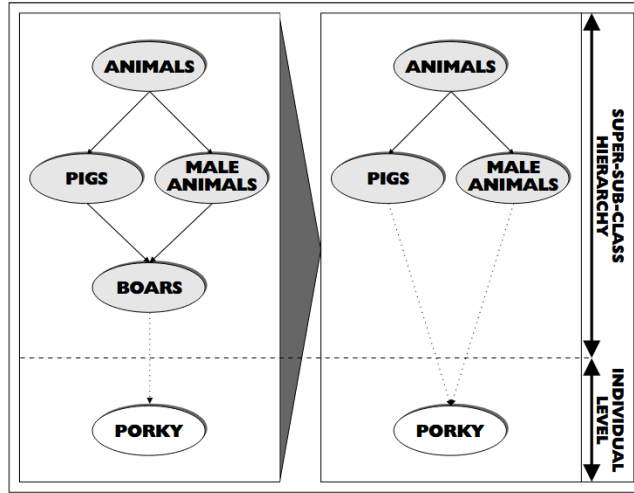 ANIMALS
PIGS
MALE
ANIMALS
BOARS
PORKY
ANIMALS
PIGS
MALE
ANIMALS
PORKY
SUPER-SUB-CLASS
HIERARCHY
INDIVIDUAL
LEVEL